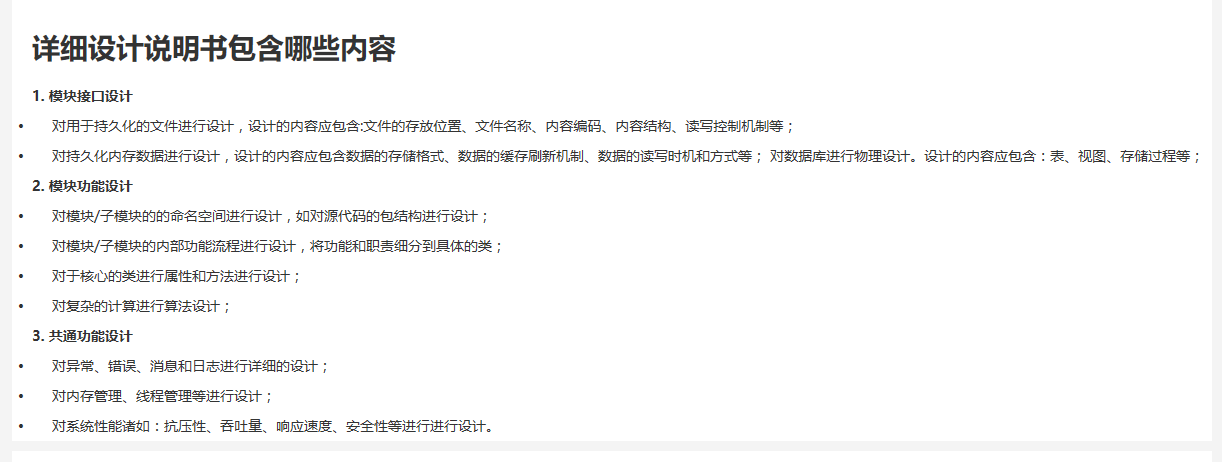 详细设计说明书包含哪些内容
1. 模块接口设计
• 对用于持久化的文件进行设计，设计的内容应包含:文件的存放位置、文件名称、内容编码、内容结构、读写控制机制等；
• 对持久化内存数据进行设计，设计的内容应包含数据的存储格式、数据的缓存刷新机制、数据的读写时机和方式等； 对数据库进行物理设计。设计的内容应包含：表、视图、存储过程等；
2. 模块功能设计
• 对模块/子模块的的命名空间进行设计，如对源代码的包结构进行设计；
• 对模块/子模块的内部功能流程进行设计，将功能和职责细分到具体的类；
• 对于核心的类进行属性和方法进行设计；
• 对复杂的计算进行算法设计；
3. 共通功能设计
• 对异常、错误、消息和日志进行详细的设计；
• 对内存管理、线程管理等进行设计；
• 对系统性能诸如：抗压性、吞吐量、响应速度、安全性等进行进行设计。